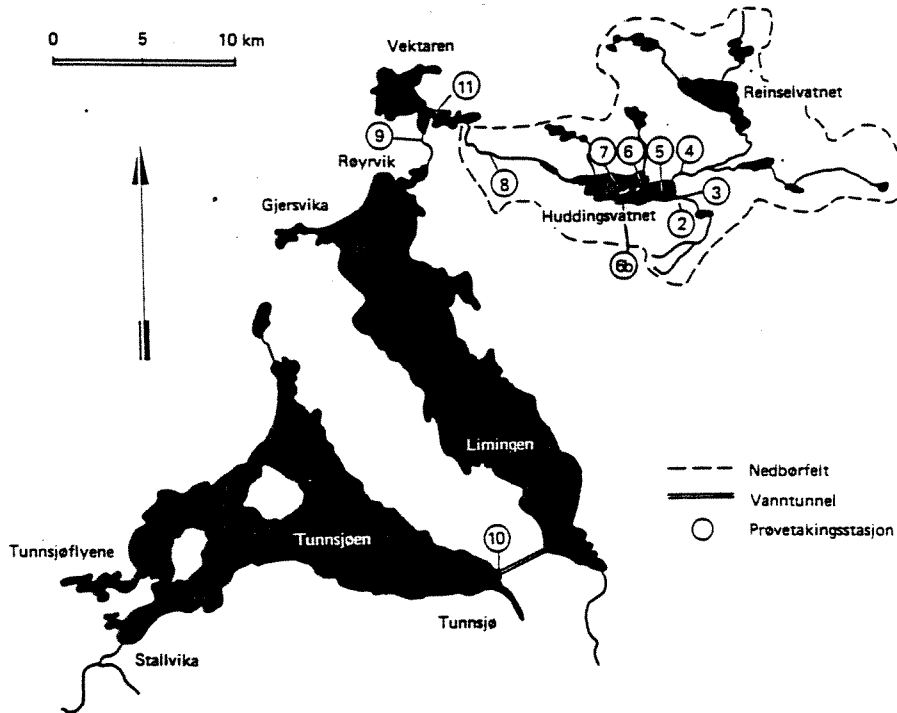 0 5 10 km
Vektaren
11
Reinselvatnet
9
7 6 5 4
Røyrvik
8
3
Gjersvika
Huddingsvatnet
2
6b
Limingen
Nedbørfelt
Vanntunnel
Prøvetakingsstasjon
10
Tunnsjøen
Tunnsjøflyene
Tunnsjø
Stallvika